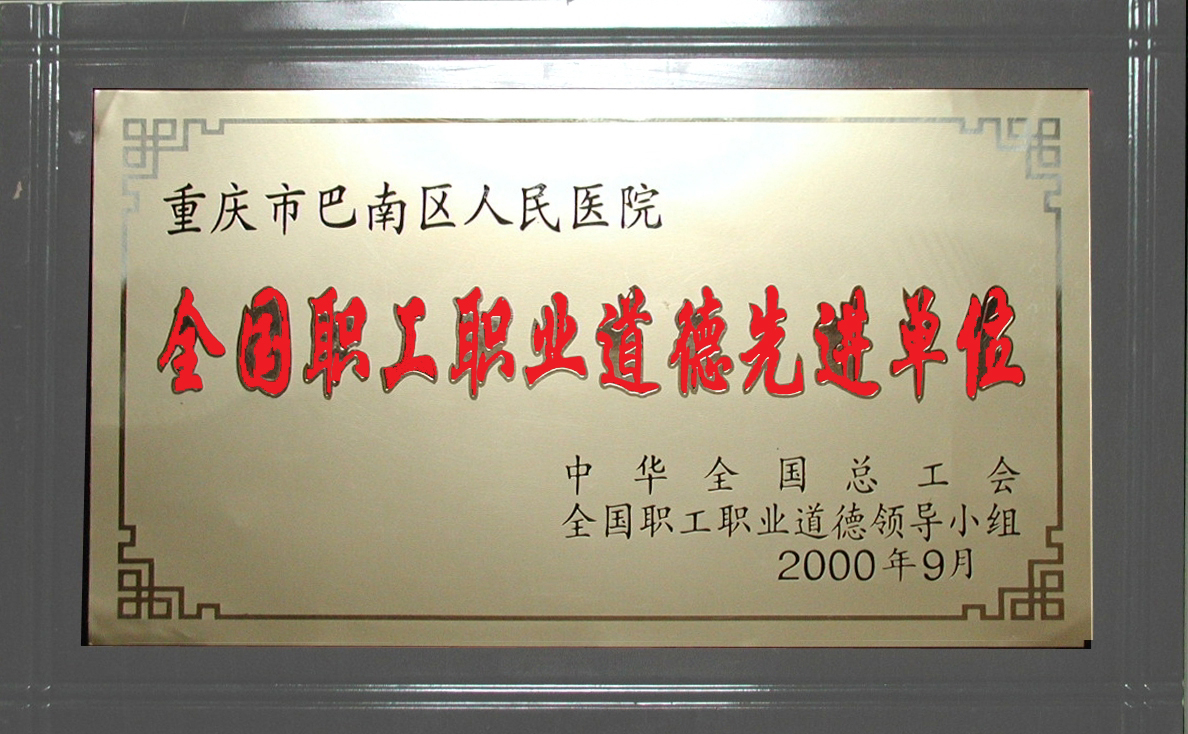 重庆市巴南区人民医院
全国职工职业道德先进单位
中华全国总工会
全国职工职业道德领导小组
2000年9月